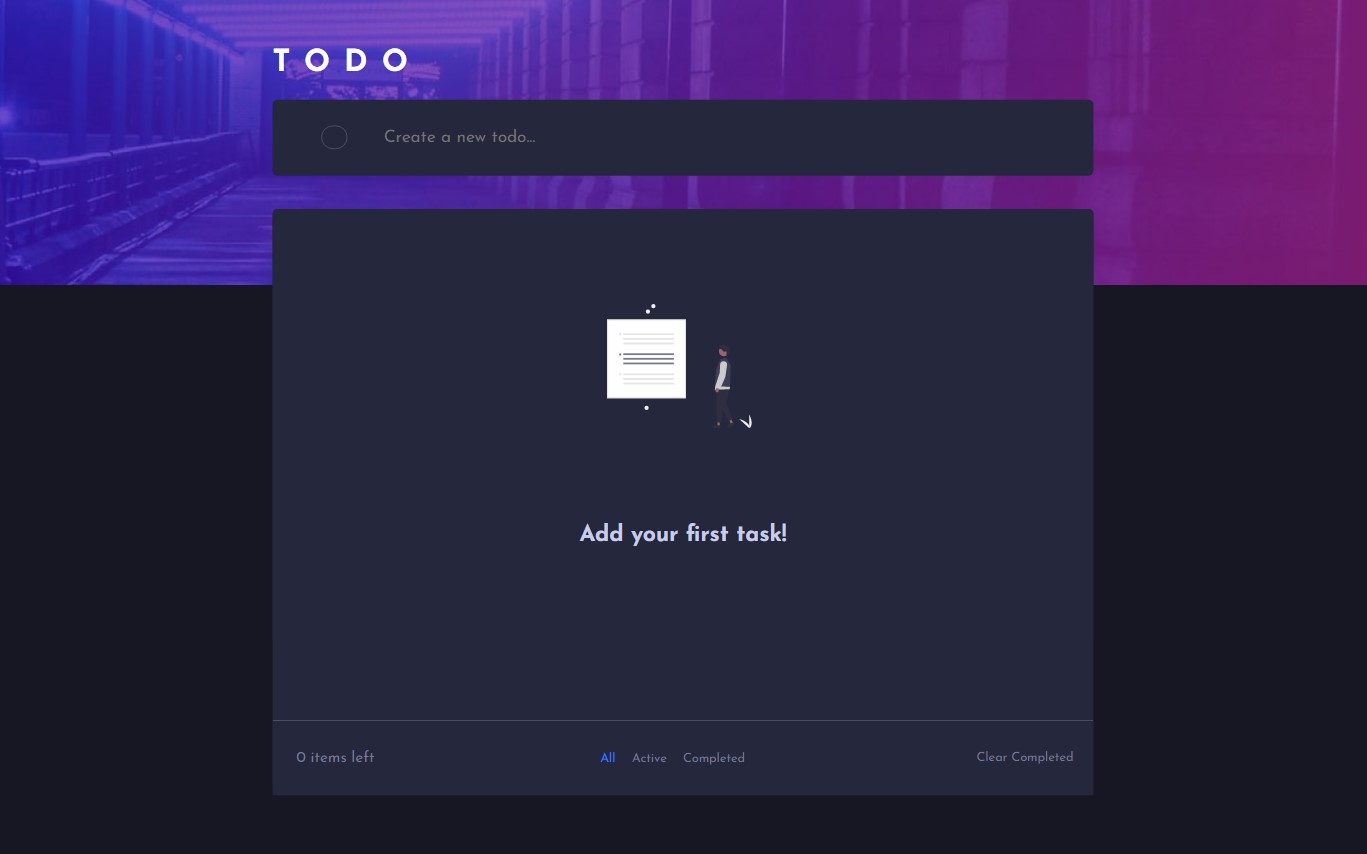 TODO
Create a new todo...
Add your first task!
0 items left
All
Active
Completed
Clear Completed